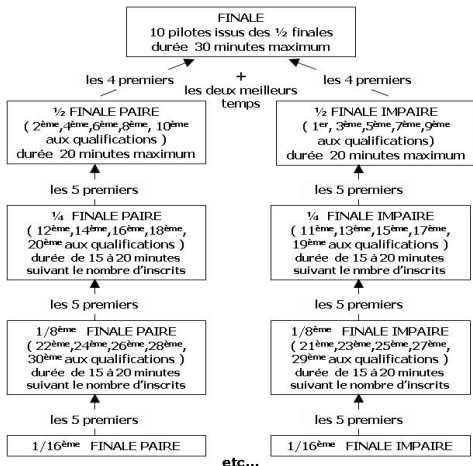 FINALE
10 pilotes issus des ½ finales
durée 30 minutes maximum
les 4 premiers
+
les deux meilleurs
temps
les 4 premiers
½ FINALE PAIRE
( 2ème,4ème,6ème,8ème, 10ème
aux qualifications )
durée 20 minutes maximum
½ FINALE IMPAIRE
( 1er, 3ème,5ème,7ème,9ème
aux qualifications)
durée 20 minutes maximum
les 5 premiers
les 5 premiers
¼ FINALE PAIRE
( 12ème,14ème,16ème,18ème,
20ème aux qualifications )
durée de 15 à 20 minutes
suivant le nombre d'inscrits
¼ FINALE IMPAIRE
( 11ème,13ème,15ème,17ème,
19ème aux qualifications )
durée de 15 à 20 minutes
suivant le nmbre d'inscrits
les 5 premiers
les 5 premiers
1/8ème FINALE PAIRE
(22ème,24ème,26ème,28ème,
30ème aux qualifications )
durée de 15 à 20 minutes
suivant le nombre d'inscrits
1/8ème FINALE IMPAIRE
(21ème,23ème,25ème,27ème,
29ème aux qualifications )
durée de 15 à 20 minutes
suivant le nombre d'inscrits
les 5 premiers
les 5 premiers
1/16ème FINALE PAIRE
1/16ème FINALE IMPAIRE
etc...